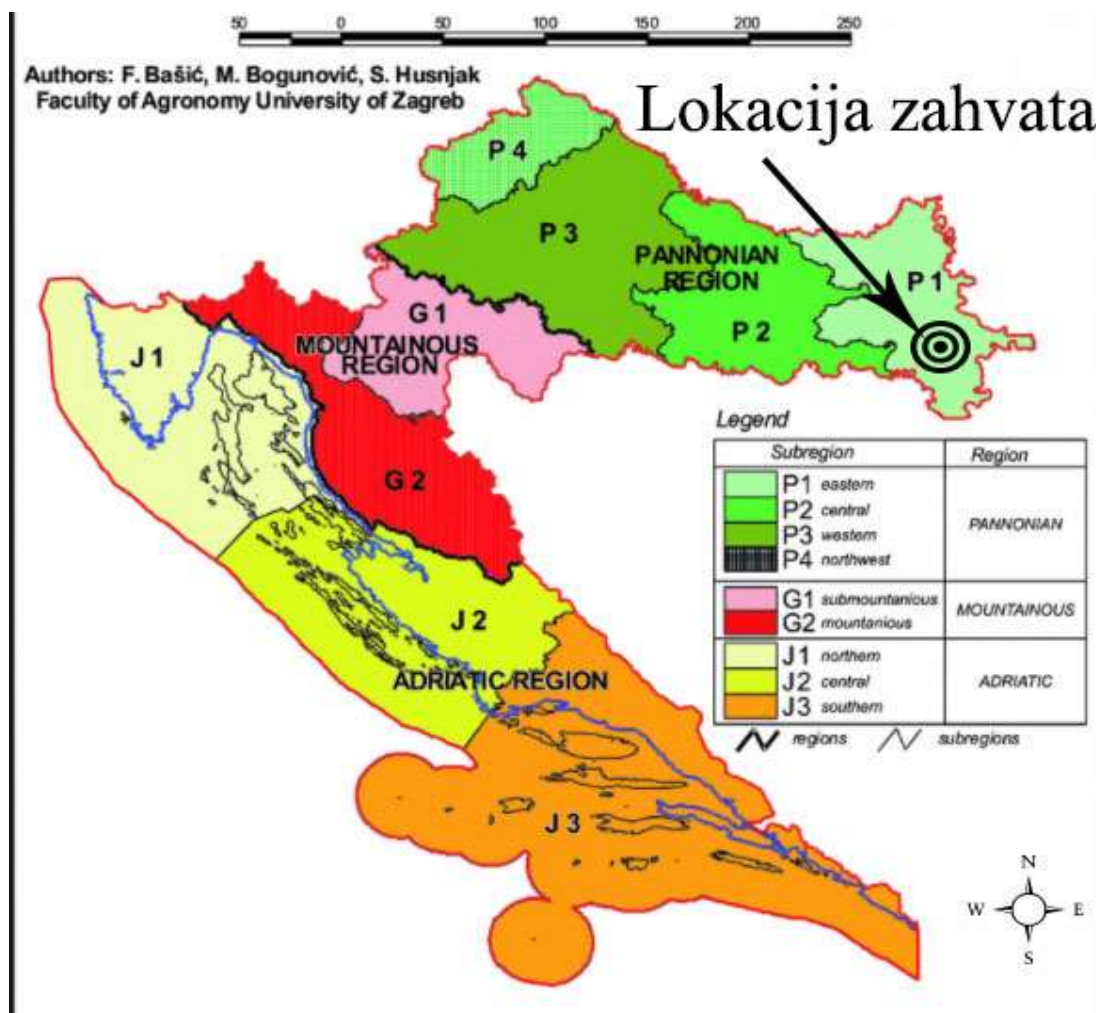 50 0 50 100 150 200 250
Authors: F. Bašić, M. Bogunović, S. Husnjak
Faculty of Agronomy University of Zagreb
Lokacija zahvata
P 4
P 3
PANNONIAN
REGION
P 1
P 2
G 1
MOUNTAINOUS
REGION
J 1
G 2
J 2
ADRIATIC REGION
J 3
Legend
Subregion Region
P1 eastern
P2 central
P3 western
P4 northwest
PANNONIAN
G1 submountanious
G2 mountanious
MOUNTAINOUS
J1 northern
J2 central
J3 southern
ADRIATIC
regions subregions
N
W E
S